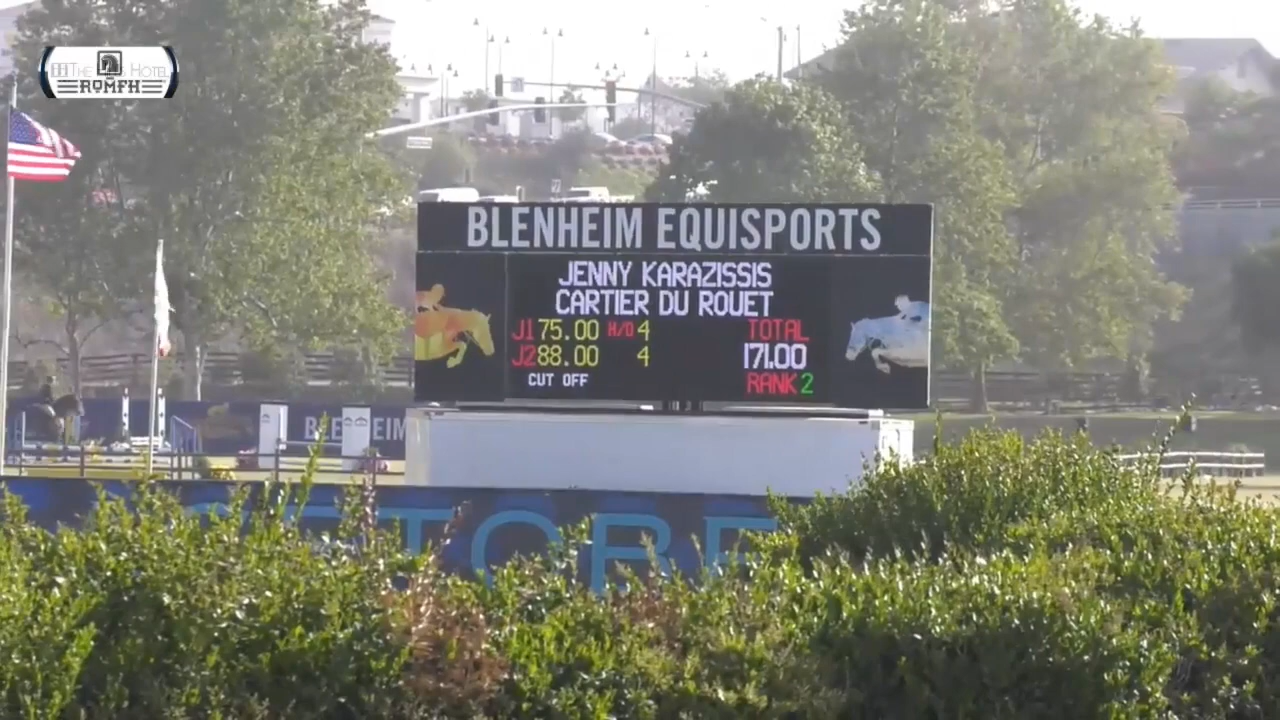 THE HOTEL
RQMFH
BLENHEIM EQUISPORTS
JENNY KARAZISSIS
CARTIER DU ROUET
J1 75.00 H/O 4 TOTAL
J2 88.00 4 171.00
CUT OFF RANK 2